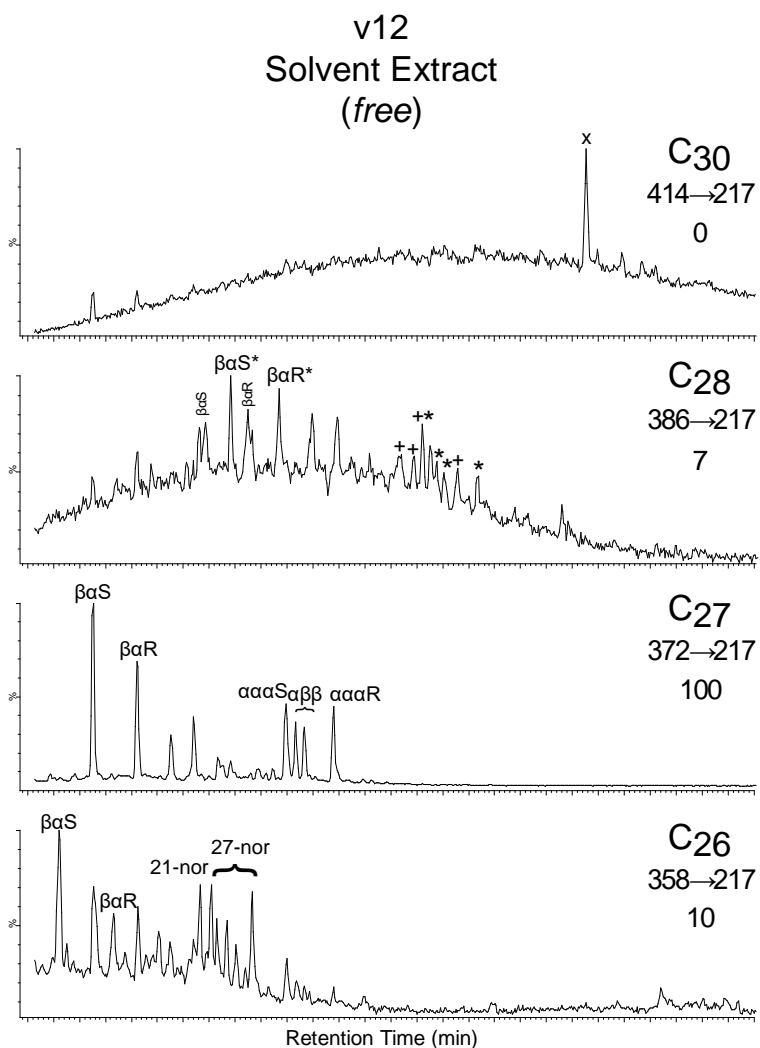 v12
Solvent Extract
(free)
x
C30
414→217
0
%
βαS*
βαR*
βαS
βαR
+*
++
*
*+
*
C28
386→217
7
%
βαS
βαR
αααS
αββ
αααR
C27
372→217
100
%
βαS
βαR
21-nor
27-nor
C26
358→217
10
%
Retention Time (min)